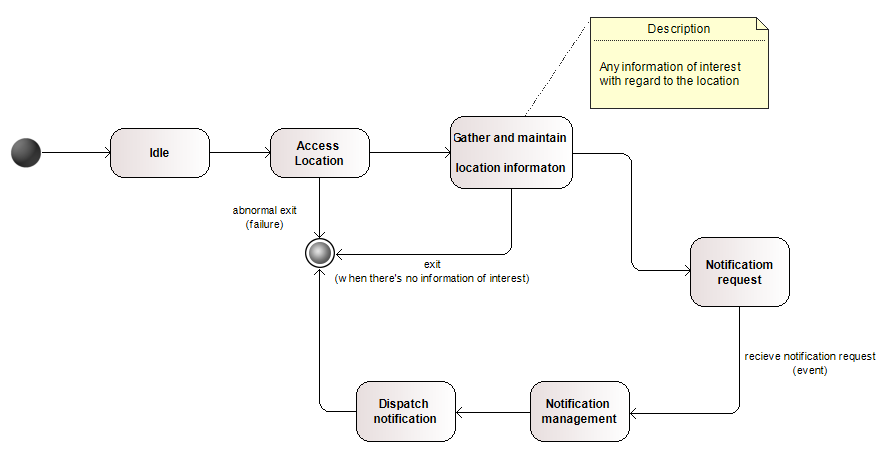 Description
Any information of interest
with regard to the location
Idle
Access
Location
Gather and maintain
location informaton
abnormal exit
(failure)
exit
(when there's no information of interest)
Notificatiom
request
recieve notification request
(event)
Dispatch
notification
Notification
management